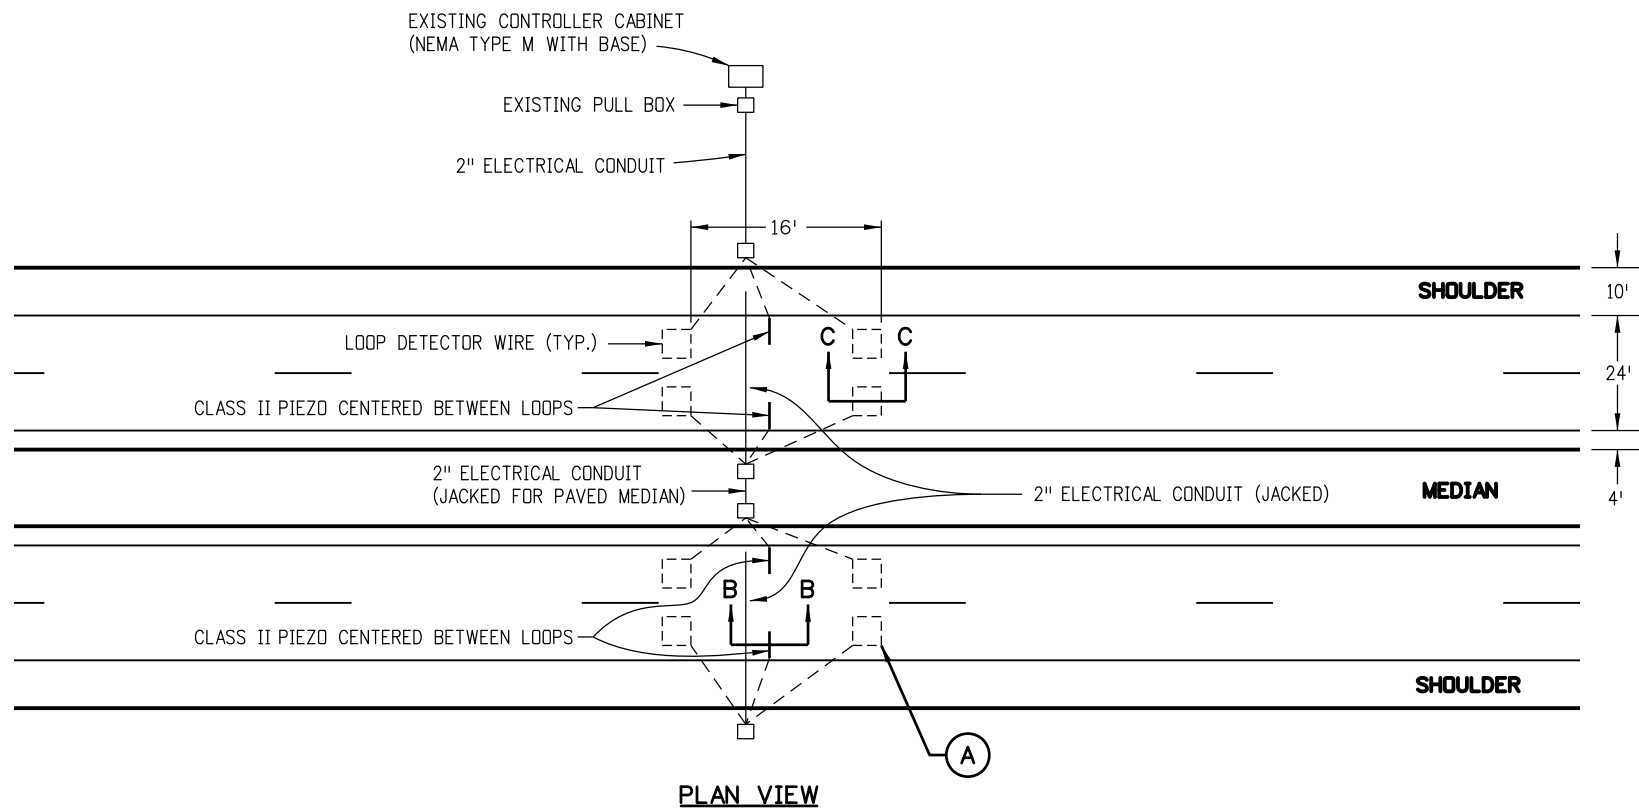 EXISTING CONTROLLER CABINET
(NEMA TYPE M WITH BASE)
EXISTING PULL BOX
2" ELECTRICAL CONDUIT
16'
SHOULDER
10'
LOOP DETECTOR WIRE (TYP.)
C
C
24'
CLASS II PIEZO CENTERED BETWEEN LOOPS
2" ELECTRICAL CONDUIT
(JACKED FOR PAVED MEDIAN)
2" ELECTRICAL CONDUIT (JACKED)
MEDIAN
4'
B
B
CLASS II PIEZO CENTERED BETWEEN LOOPS
SHOULDER
A
PLAN VIEW